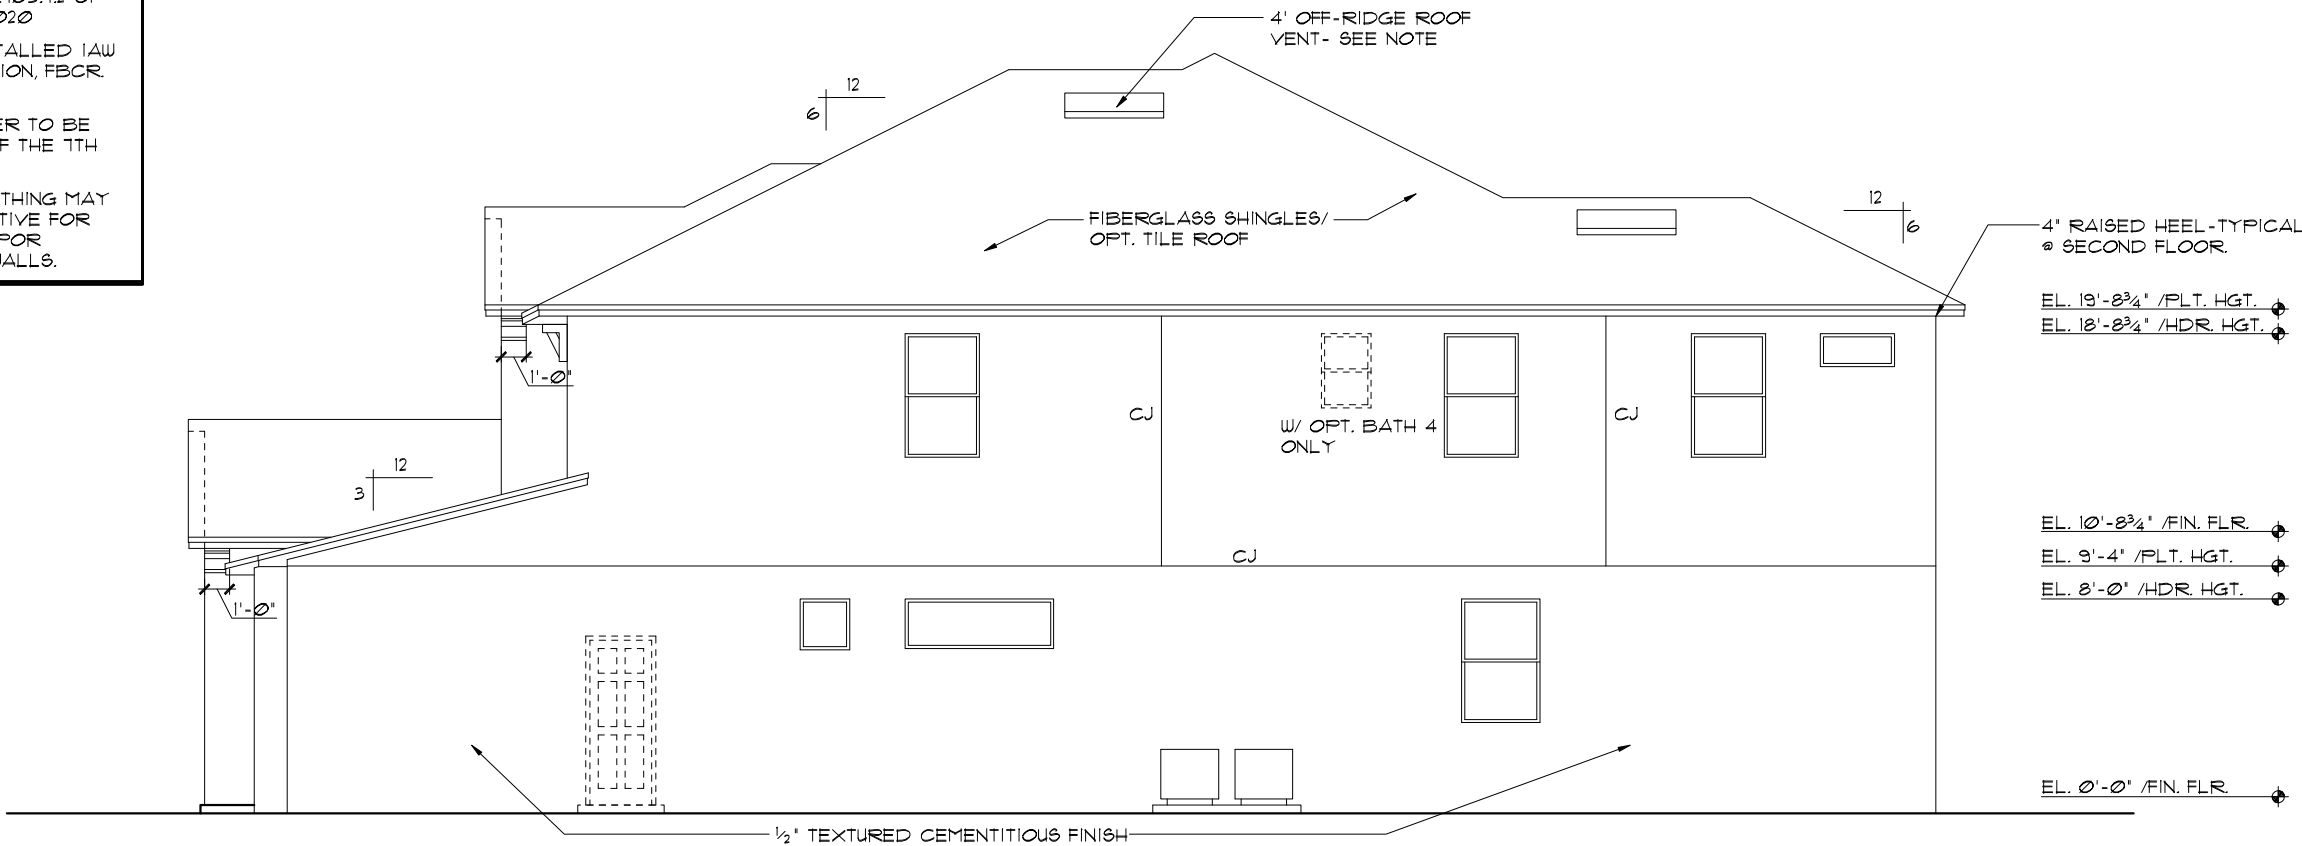 020
TALLED IAW
ION, FBCR.
ER TO BE
F THE 7TH
THING MAY
TIVE FOR
POR
ALLS.
4' OFF-RIDGE ROOF
VENT- SEE NOTE
12
6
FIBERGLASS SHINGLES/
OPT. TILE ROOF
12
6
4" RAISED HEEL-TYPICAL
@ SECOND FLOOR.
EL. 19'-8¾" /PLT. HGT.
EL. 18'-8¾" /HDR. HGT.
1'-0"
CJ
W/ OPT. BATH 4
ONLY
CJ
12
3
EL. 10'-8¾" /FIN. FLR.
CJ
EL. 9'-4" /PLT. HGT.
EL. 8'-0" /HDR. HGT.
1'-0"
EL. 0'-0" /FIN. FLR.
½" TEXTURED CEMENTITIOUS FINISH